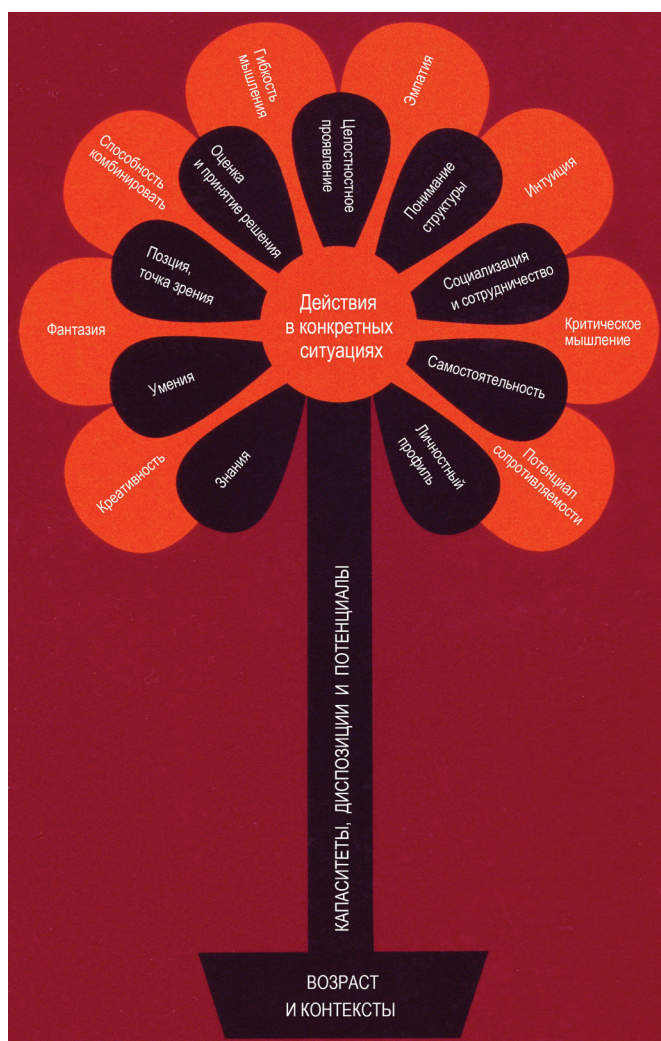 Гибкость
мышления
Эмпатия
Способность
комбинировать
Оценка
и принятие решения
Целостностное
проявление
Понимание
структуры
Интуиция
Позция,
точка зрения
Социализация
и сотрудничество
Фантазия
Действия
в конкретных
ситуациях
Критическое
мышление
Умения
Самостоятельность
Креативность
Знания
Личностный
профиль
Потенциал
сопротивляемости
КАПАСИТЕТЫ, ДИСПОЗИЦИИ И ПОТЕНЦИАЛЫ
ВОЗРАСТ
И КОНТЕКСТЫ